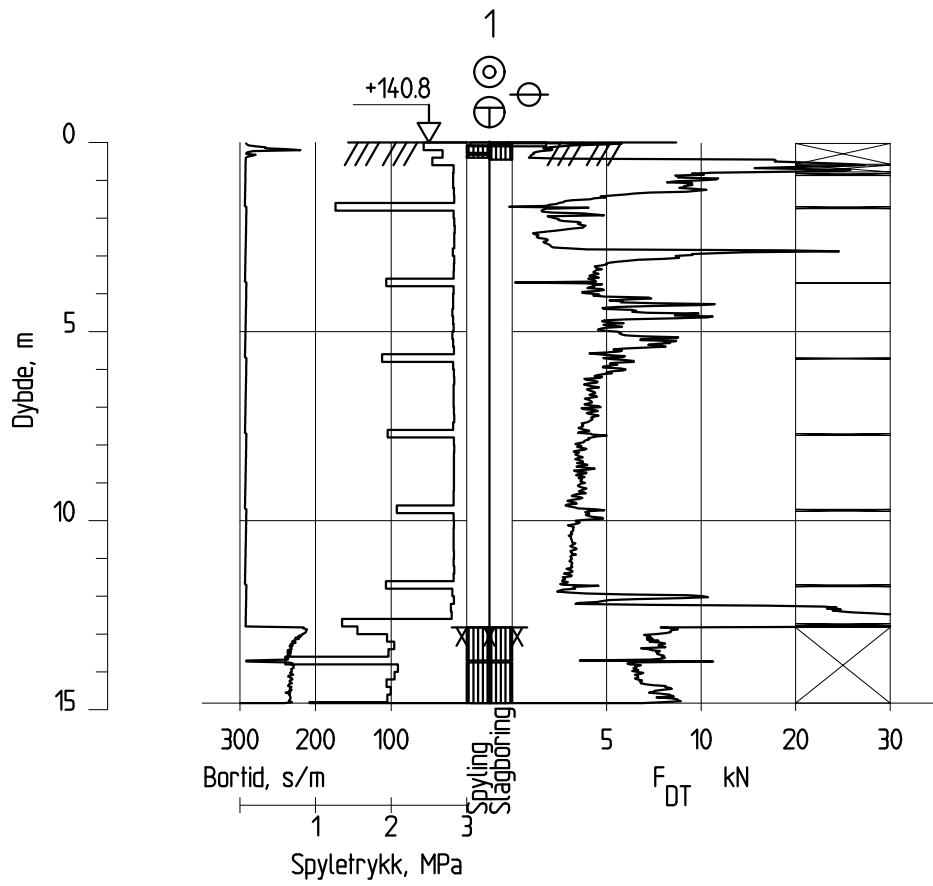 1
+140.8
0
5
10
15
Dybde, m
300 200 100 5 10 20 30
Bortid, s/m
Spyling
Slagboring
F DT kN
1 2 3
Spyletrykk, MPa